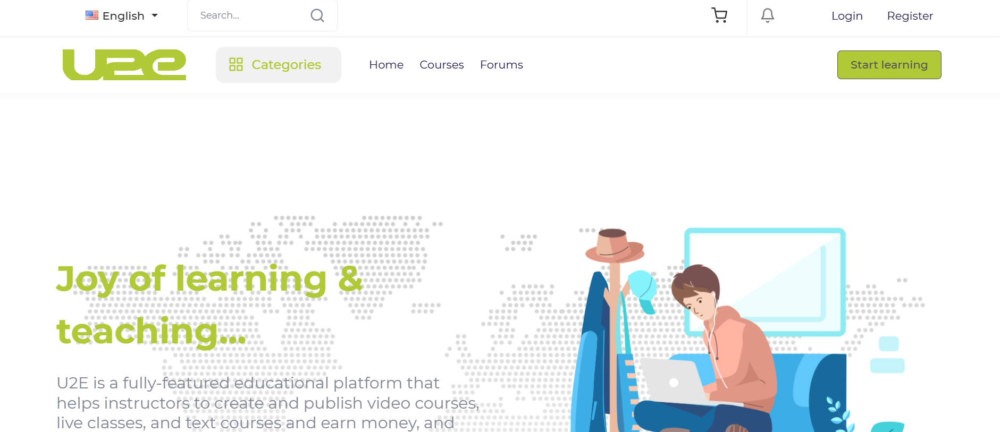 English
Search...
Login
Register
U2E
Categories
Home
Courses
Forums
Start learning
Joy of learning &
teaching...
U2E is a fully-featured educational platform that
helps instructors to create and publish video courses,
live classes, and text courses and earn money, and